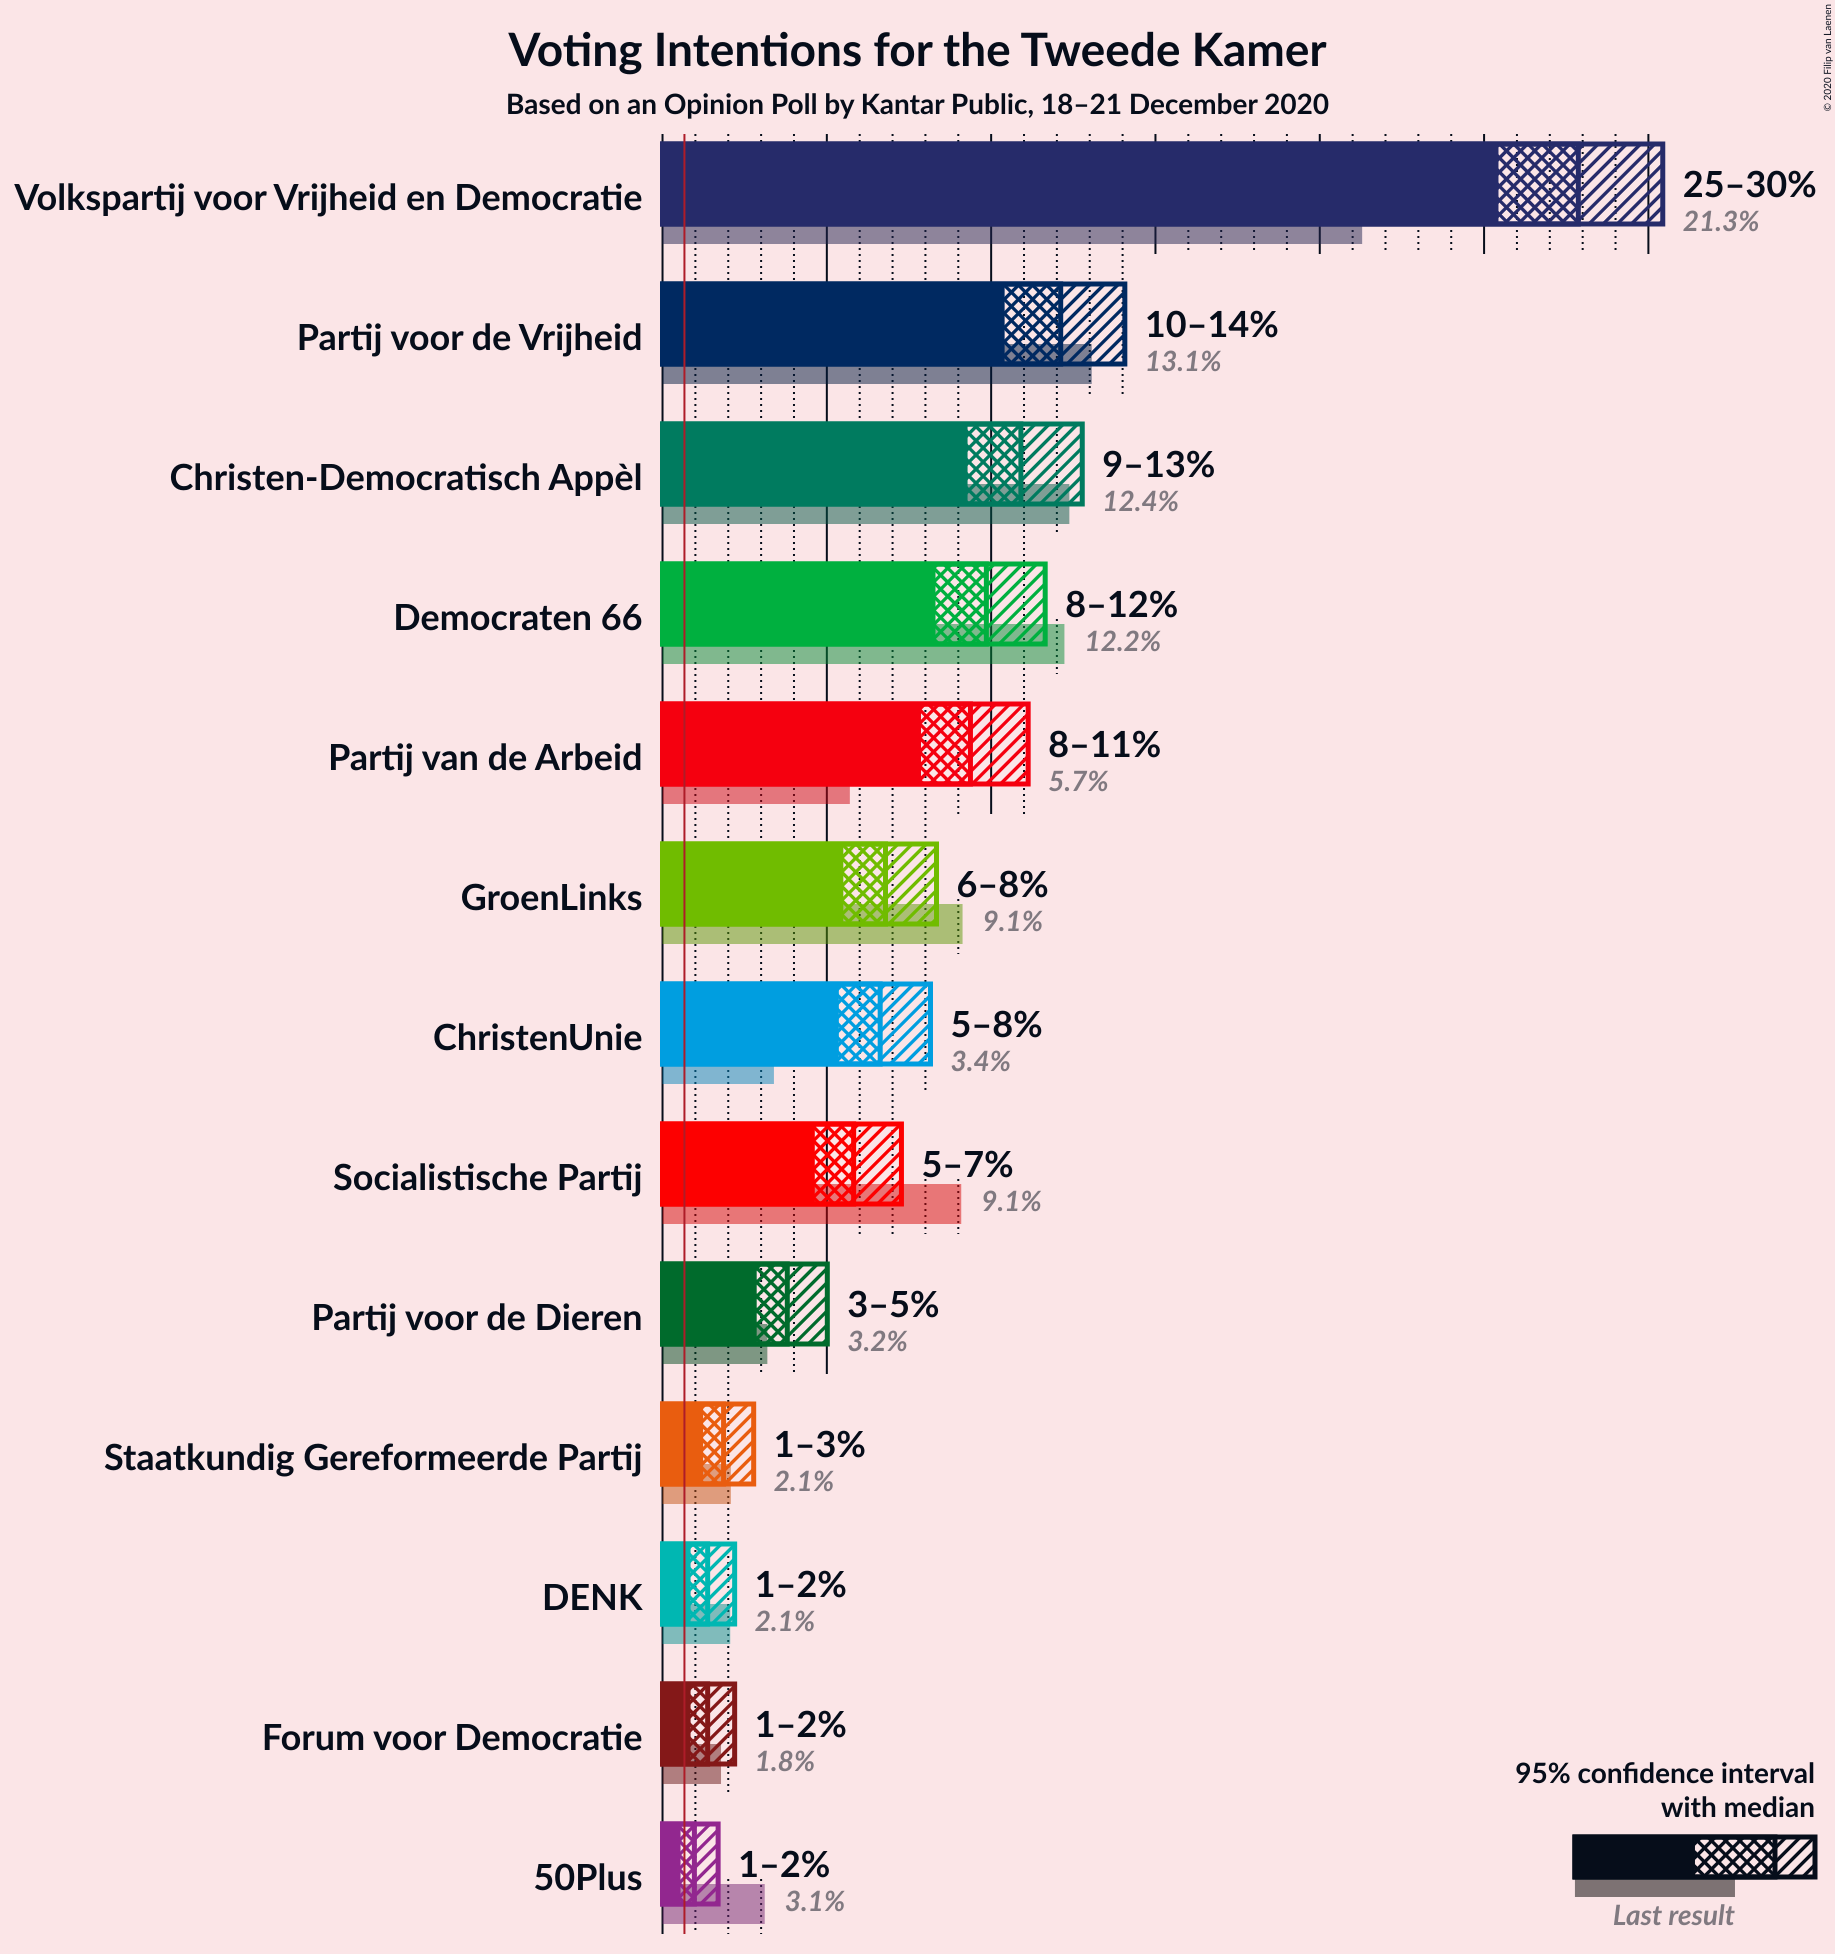 Voting Intentions for the Tweede Kamer
Based on an Opinion Poll by Kantar Public, 18–21 December 2020
© 2020 Filip van Laenen
Volkspartij voor Vrijheid en Democratie
25–30%
21.3%
Partij voor de Vrijheid
10–14%
13.1%
Christen-Democratisch Appèl
9–13%
12.4%
Democraten 66
8–12%
12.2%
Partij van de Arbeid
8–11%
5.7%
GroenLinks
6–8%
9.1%
ChristenUnie
5–8%
3.4%
Socialistische Partij
5–7%
9.1%
Partij voor de Dieren
3–5%
3.2%
Staatkundig Gereformeerde Partij
1–3%
2.1%
DENK
1–2%
2.1%
Forum voor Democratie
1–2%
1.8%
50Plus
1–2%
3.1%
95% confidence interval
with median
Last result